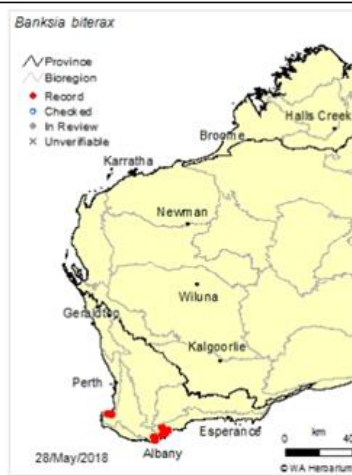 Banksia biterax
Province
Bioregion
Record
Checked
In Review
Unverifiable
Halls Creek
Broome
Karratha
Newman
Wiluna
Geraldton
Kalgoorlie
Perth
Esperance
Albany
28/May/2018
0 km 40
© WA Herbarium